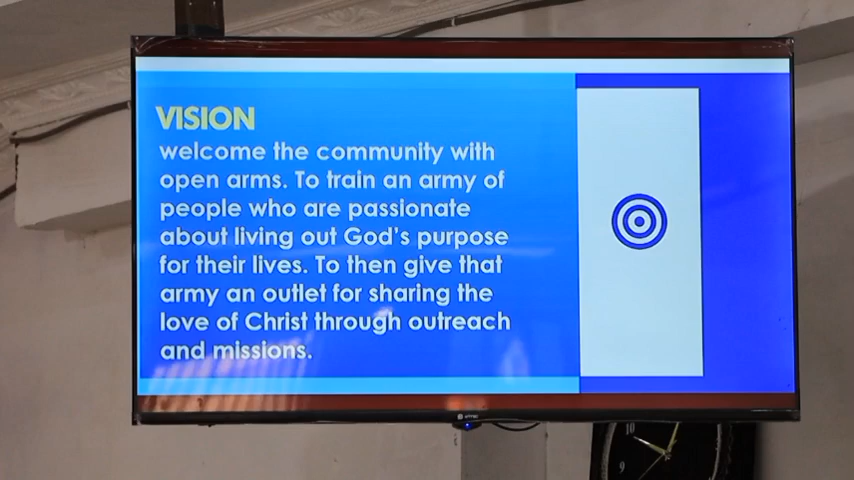 VISION
welcome the community with
open arms. To train an army of
people who are passionate
about living out God's purpose
for their lives. To then give that
army an outlet for sharing the
love of Christ through outreach
and missions.
10
9